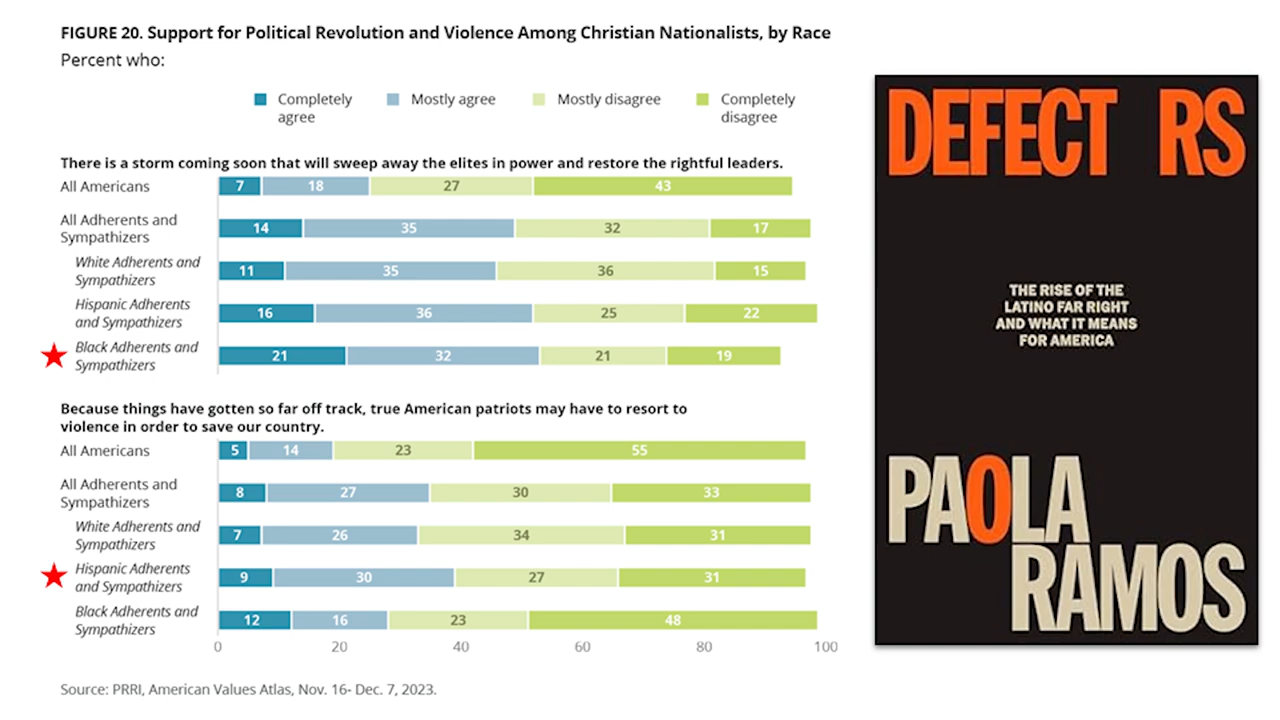 FIGURE 20. Support for Political Revolution and Violence Among Christian Nationalists, by Race
Percent who:
Completely agree
Mostly agree
Mostly disagree
Completely disagree
There is a storm coming soon that will sweep away the elites in power and restore the rightful leaders.
All Americans 7 18 27 43
All Adherents and
Sympathizers 14 35 32 17
White Adherents and
Sympathizers 11 35 36 15
Hispanic Adherents
and Sympathizers 16 36 25 22
Black Adherents and
Sympathizers 21 32 21 19
Because things have gotten so far off track, true American patriots may have to resort to
violence in order to save our country.
All Americans 5 14 23 55
All Adherents and
Sympathizers 8 27 30 33
White Adherents and
Sympathizers 7 26 34 31
Hispanic Adherents
and Sympathizers 9 30 27 31
Black Adherents and
Sympathizers 12 16 23 48
0 20 40 60 80 100
Source: PRRI, American Values Atlas, Nov. 16- Dec. 7, 2023.
DEFECT RS
THE RISE OF THE
LATINO FAR RIGHT
AND WHAT IT MEANS
FOR AMERICA
PAOLA
RAMOS